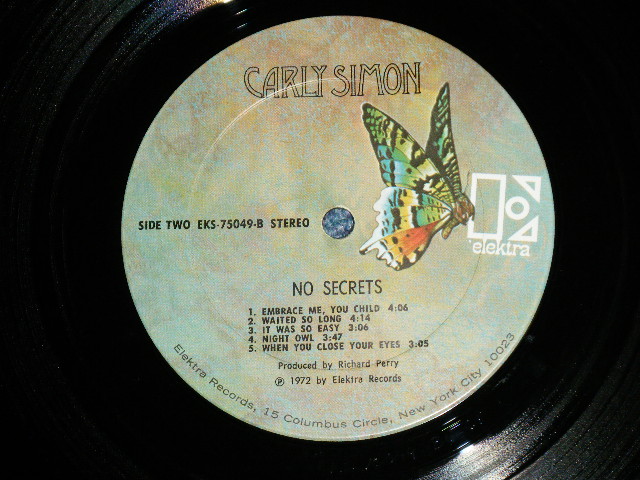 CARLY SIMON
elektra
SIDE TWO EKS-75049-B STEREO
NO SECRETS
1. EMBRACE ME, YOU CHILD 4:06
2. WAITED SO LONG 4:14
3. IT WAS SO EASY 3:06
4. NIGHT OWL 3:47
5. WHEN YOU CLOSE YOUR EYES 3:05
Produced by Richard Perry
℗ 1972 by Elektra Records
Elektra Records, 15 Columbus Circle, New York City 10023